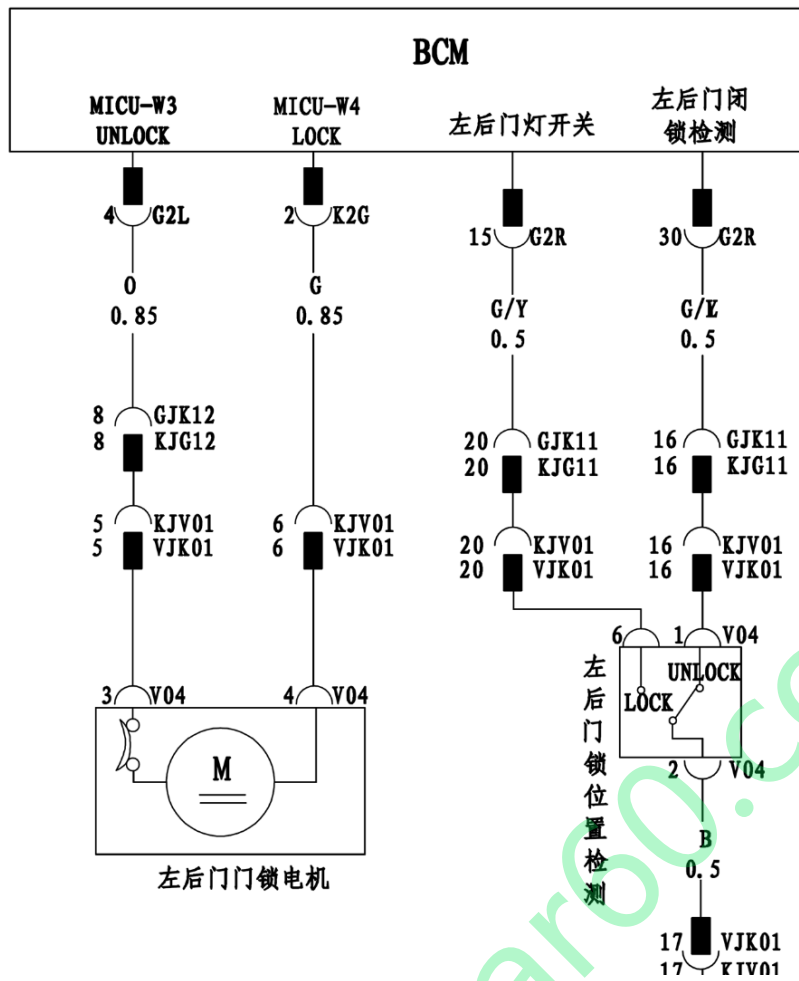 BCM
MICU-W3
UNLOCK
MICU-W4
LOCK
左后门灯开关
左后门闭
锁检测
4 G2L
2 K2G
15 G2R
30 G2R
O
0.85
G
0.85
G/Y
0.5
G/K
0.5
8 GJK12
8 KJG12
20 GJK11
20 KJG11
16 GJK11
16 KJG11
5 KJV01
5 VJK01
6 KJV01
6 VJK01
20 KJV01
20 VJK01
16 KJV01
16 VJK01
6
1 V04
UNLOCK
LOCK
左后门锁位置检测
3 V04
4 V04
M
左后门门锁电机
2 V04
B
0.5
17 VJK01
17 KJV01